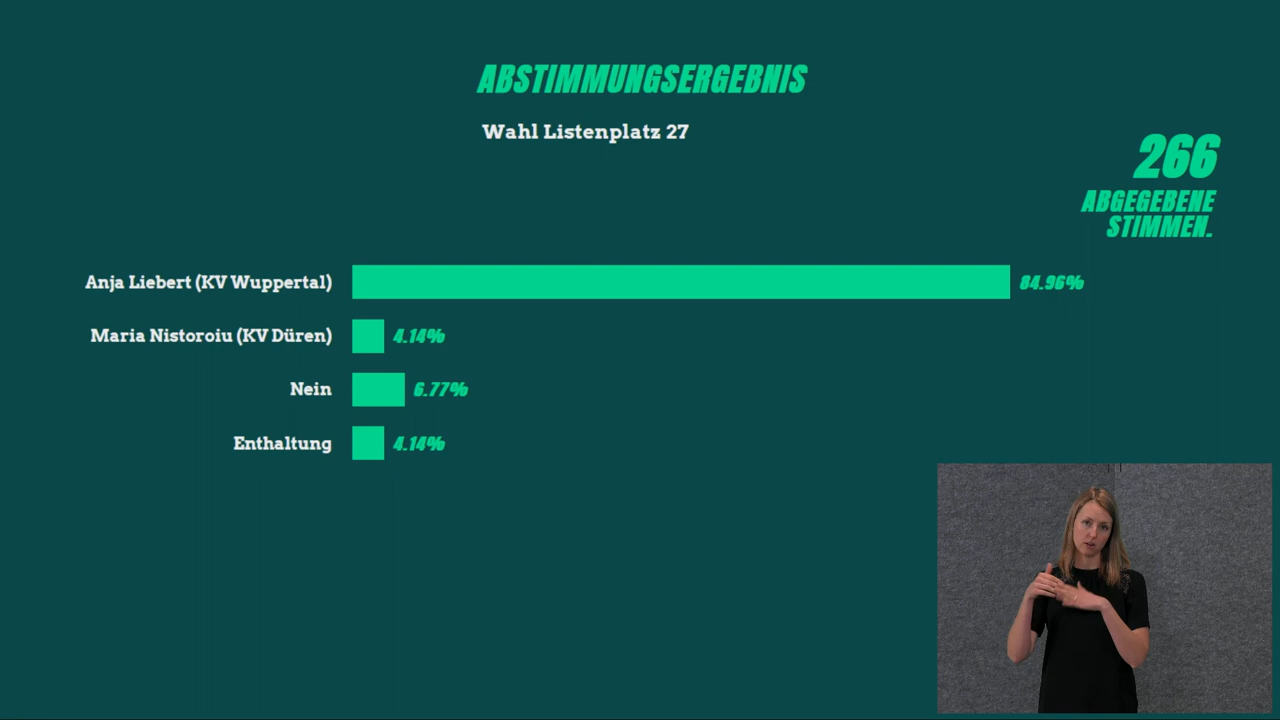 ABSTIMMUNGSERGEBNIS
Wahl Listenplatz 27
266
ABGEGEBENE
STIMMEN.
Anja Liebert (KV Wuppertal) 84.96%
Maria Nistoroiu (KV Düren) 4.14%
Nein 6.77%
Enthaltung 4.14%